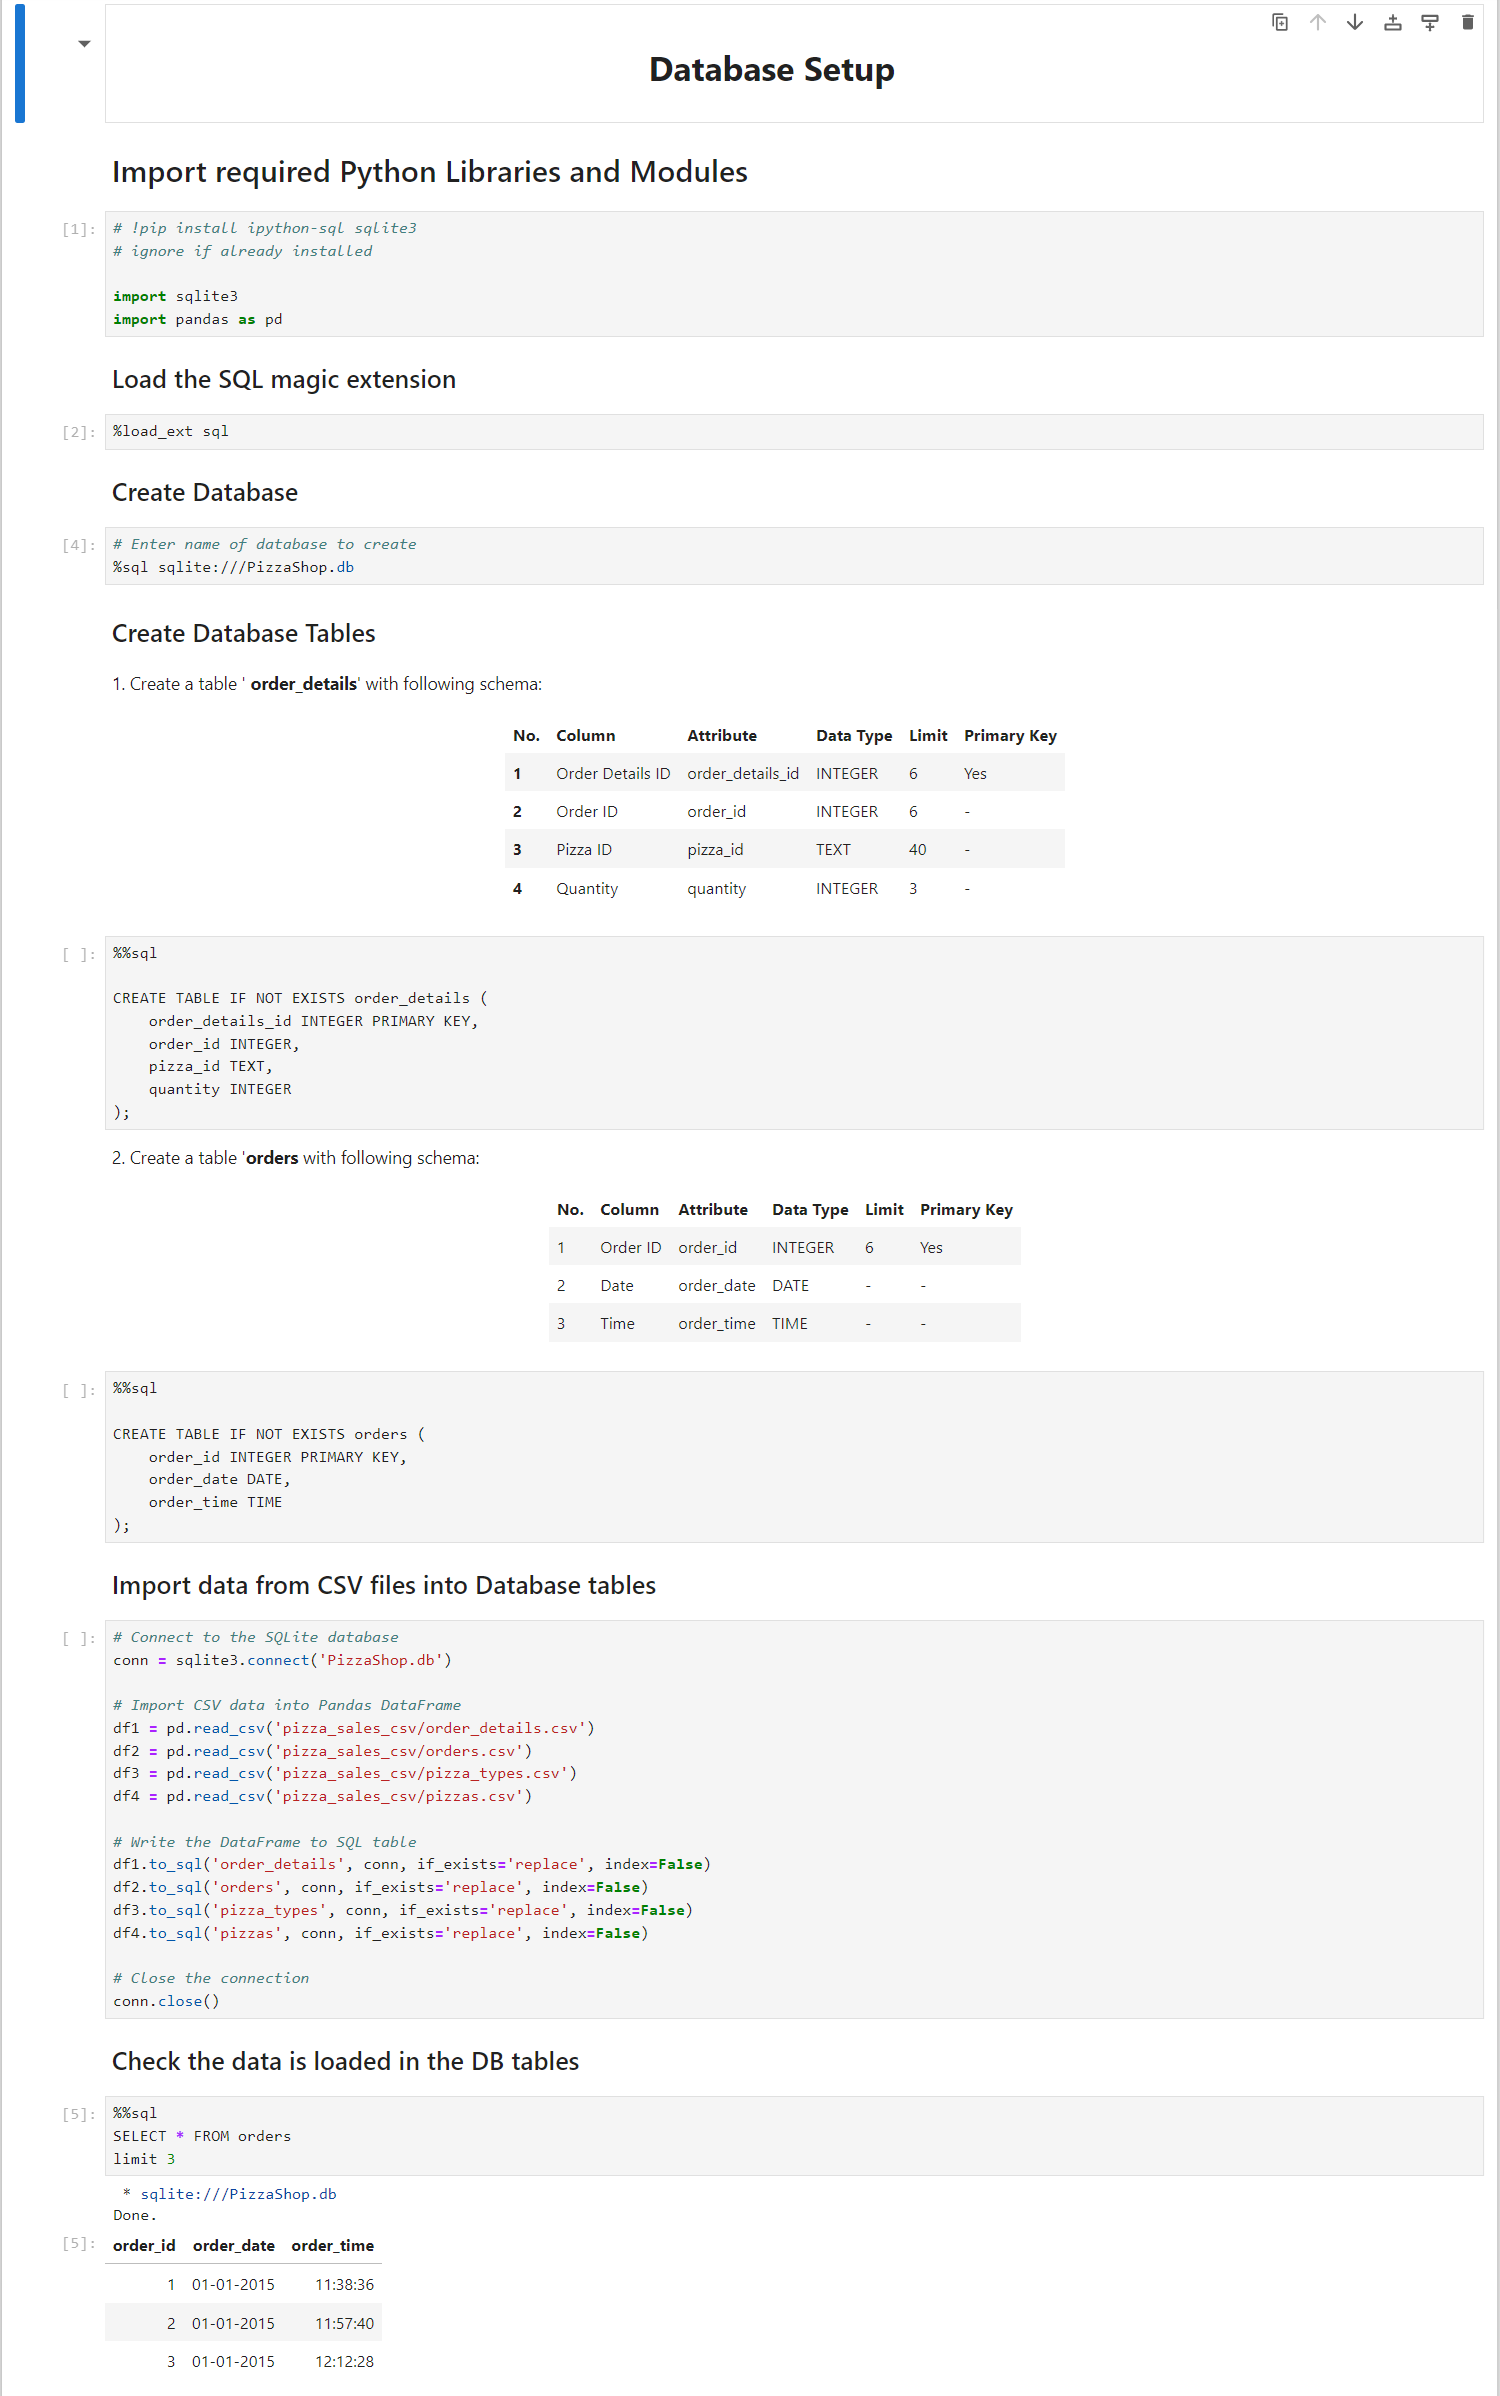 Database Setup
Import required Python Libraries and Modules
[1]:
# !pip install ipython-sql sqlite3
# ignore if already installed
import sqlite3
import pandas as pd
Load the SQL magic extension
[2]:
%load_ext sql
Create Database
[4]:
# Enter name of database to create
%sql sqlite:///PizzaShop.db
Create Database Tables
1. Create a table ' order_details' with following schema:
No. Column Attribute Data Type Limit Primary Key
1 Order Details ID order_details_id INTEGER 6 Yes
2 Order ID order_id INTEGER 6 -
3 Pizza ID pizza_id TEXT 40 -
4 Quantity quantity INTEGER 3 -
[ ]:
%%sql
CREATE TABLE IF NOT EXISTS order_details (
    order_details_id INTEGER PRIMARY KEY,
    order_id INTEGER,
    pizza_id TEXT,
    quantity INTEGER
);
2. Create a table 'orders with following schema:
No. Column Attribute Data Type Limit Primary Key
1 Order ID order_id INTEGER 6 Yes
2 Date order_date DATE - -
3 Time order_time TIME - -
[ ]:
%%sql
CREATE TABLE IF NOT EXISTS orders (
    order_id INTEGER PRIMARY KEY,
    order_date DATE,
    order_time TIME
);
Import data from CSV files into Database tables
[ ]:
# Connect to the SQLite database
conn = sqlite3.connect('PizzaShop.db')
# Import CSV data into Pandas DataFrame
df1 = pd.read_csv('pizza_sales_csv/order_details.csv')
df2 = pd.read_csv('pizza_sales_csv/orders.csv')
df3 = pd.read_csv('pizza_sales_csv/pizza_types.csv')
df4 = pd.read_csv('pizza_sales_csv/pizzas.csv')
# Write the DataFrame to SQL table
df1.to_sql('order_details', conn, if_exists='replace', index=False)
df2.to_sql('orders', conn, if_exists='replace', index=False)
df3.to_sql('pizza_types', conn, if_exists='replace', index=False)
df4.to_sql('pizzas', conn, if_exists='replace', index=False)
# Close the connection
conn.close()
Check the data is loaded in the DB tables
[5]:
%%sql
SELECT * FROM orders
limit 3
* sqlite:///PizzaShop.db
Done.
[5]:
order_id order_date order_time
1 01-01-2015 11:38:36
2 01-01-2015 11:57:40
3 01-01-2015 12:12:28